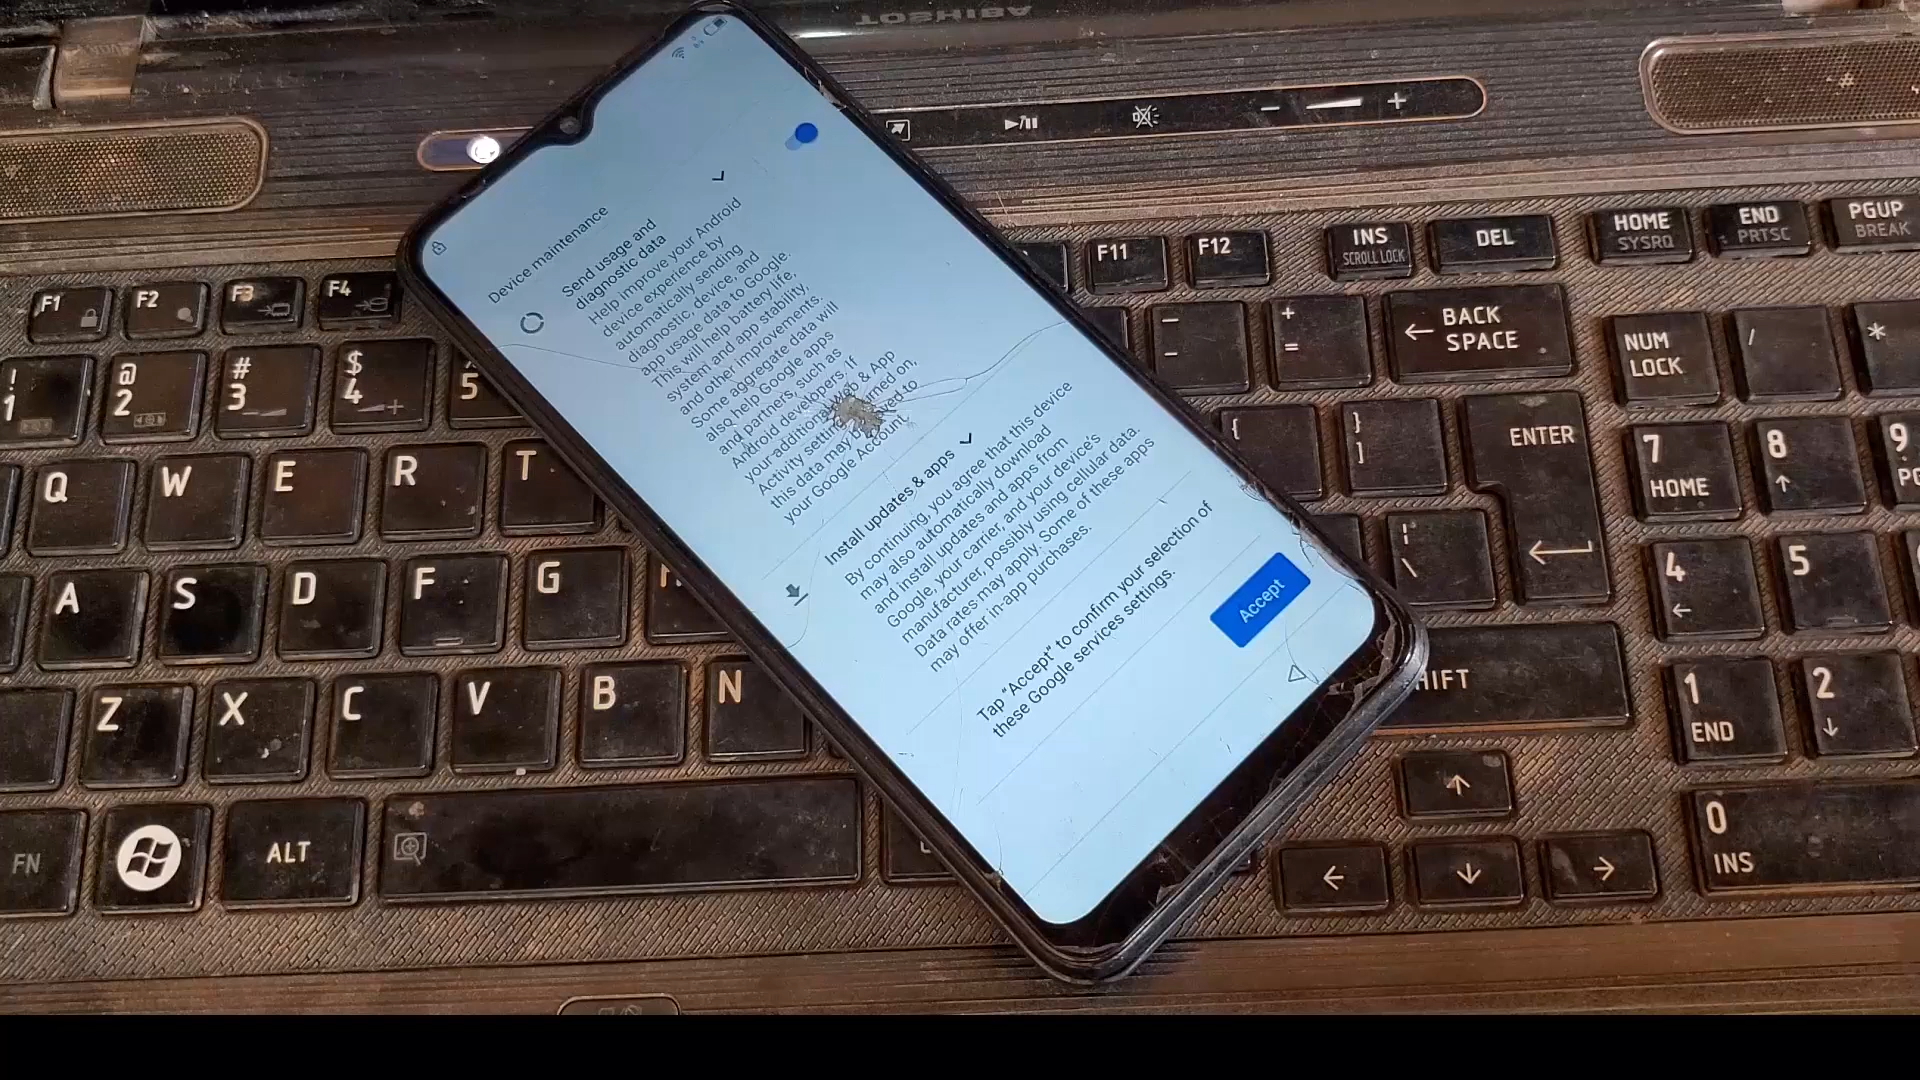 TOSHIBA
F1
F2
F3
F4
F11
F12
INS
SCROLL LOCK
DEL
HOME
SYSRQ
END
PRTSC
PGUP
BREAK
Device maintenance
Send usage and
diagnostic data
Help improve your Android
device experience by
automatically sending
diagnostic, device, and
app usage data to Google.
This will help battery life,
system and app stability,
and other improvements.
Some aggregate data will
also help Google apps
and partners, such as
Android developers. If
your additional Web & App
Activity setting is turned on,
this data may be saved to
your Google Account
Install updates & apps
By continuing, you agree that this device
may also automatically download
and install updates and apps from
Google, your carrier, and your device's
manufacturer, possibly using cellular data.
Data rates may apply. Some of these apps
may offer in-app purchases.
Tap "Accept" to confirm your selection of
these Google services settings.
Accept
! 1
@ 2
# 3
$ 4
5
- –
+ =
BACK
SPACE
NUM
LOCK
/
*
Q
W
E
R
T
{
} ]
ENTER
7
HOME
8
9
A
S
D
F
G
| \
4
5
Z
X
C
V
B
N
SHIFT
1
END
2
FN
ALT
0
INS